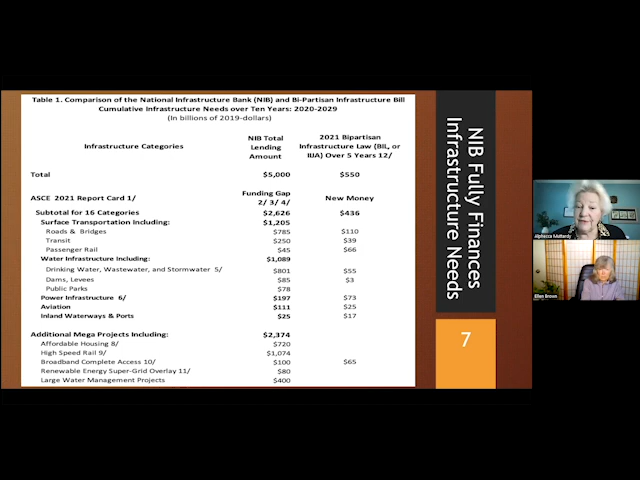 Table 1. Comparison of the National Infrastructure Bank (NIB) and Bi-Partisan Infrastructure Bill
Cumulative Infrastructure Needs over Ten Years: 2020-2029
(In billions of 2019-dollars)
Infrastructure Categories
NIB Total
Lending
Amount
2021 Bipartisan
Infrastructure Law (BIL, or
IIJA) Over 5 Years 12/
Total $5,000 $550
ASCE 2021 Report Card 1/
Funding Gap
2/ 3/ 4/
New Money
Subtotal for 16 Categories $2,626 $436
Surface Transportation Including: $1,205
Roads & Bridges $785 $110
Transit $250 $39
Passenger Rail $45 $66
Water Infrastructure Including: $1,089
Drinking Water, Wastewater, and Stormwater 5/ $801 $55
Dams, Levees $85 $3
Public Parks $78
Power Infrastructure 6/ $197 $73
Aviation $111 $25
Inland Waterways & Ports $25 $17
Additional Mega Projects Including: $2,374
Affordable Housing 8/ $720
High Speed Rail 9/ $1,074
Broadband Complete Access 10/ $100 $65
Renewable Energy Super-Grid Overlay 11/ $80
Large Water Management Projects $400
NIB Fully Finances
Infrastructure Needs
7
Alphecca Muttardy
Ellen Brown